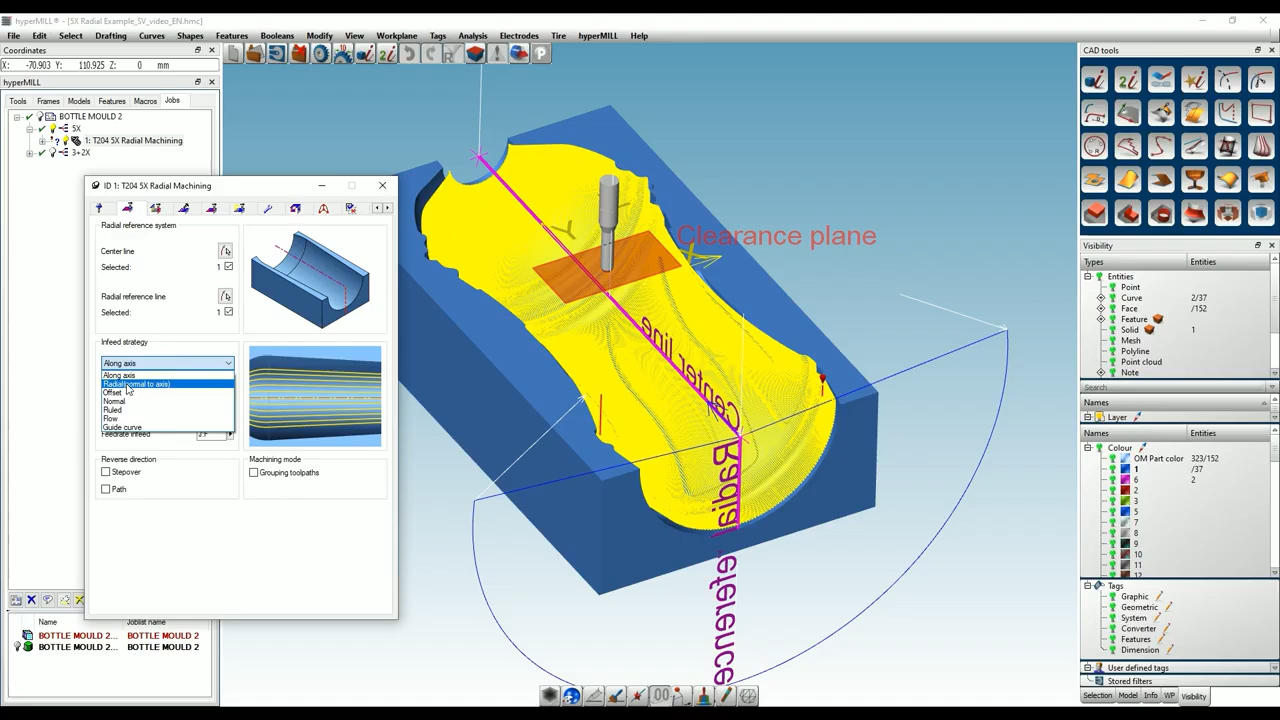 hyperMILL® - [5X Radial Example_SV_video_EN.hmc]
File Edit Select Drafting Curves Shapes Features Booleans Modify View Workplane Tags Analysis Electrodes Tire hyperMILL Help
Coordinates
X: -70.903 Y: 110.925 Z: 0 mm
hyperMILL
Tools Frames Models Features Macros Jobs
BOTTLE MOULD 2
5X
1: T204 5X Radial Machining
3+2X
ID 1: T204 5X Radial Machining
Radial reference system
Center line
Selected: 1
Radial reference line
Selected: 1
Infeed strategy
Along axis
Along axis
Radial(normal to axis)
Offset
Normal
Ruled
Flow
Guide curve
Feedrate infeed
Reverse direction
Stepover
Path
Machining mode
Grouping toolpaths
Name Joblist name
BOTTLE MOULD 2... BOTTLE MOULD 2
BOTTLE MOULD 2... BOTTLE MOULD 2
Clearance plane
Y
X
Center line
Radial reference
CAD tools
Visibility
Types Entities
Entities
Point
Curve 2/37
Face /152
Feature
Solid 1
Mesh
Polyline
Point cloud
Note
Search
Names Entities
Layer
Names Entities
Colour
OM Part color 323/152
1 /37
6 2
2
3
5
7
8
9
10
11
12
Tags
Graphic
Geometric
System
Converter
Features
Dimension
User defined tags
Stored filters
Selection Model Info WP Visibility